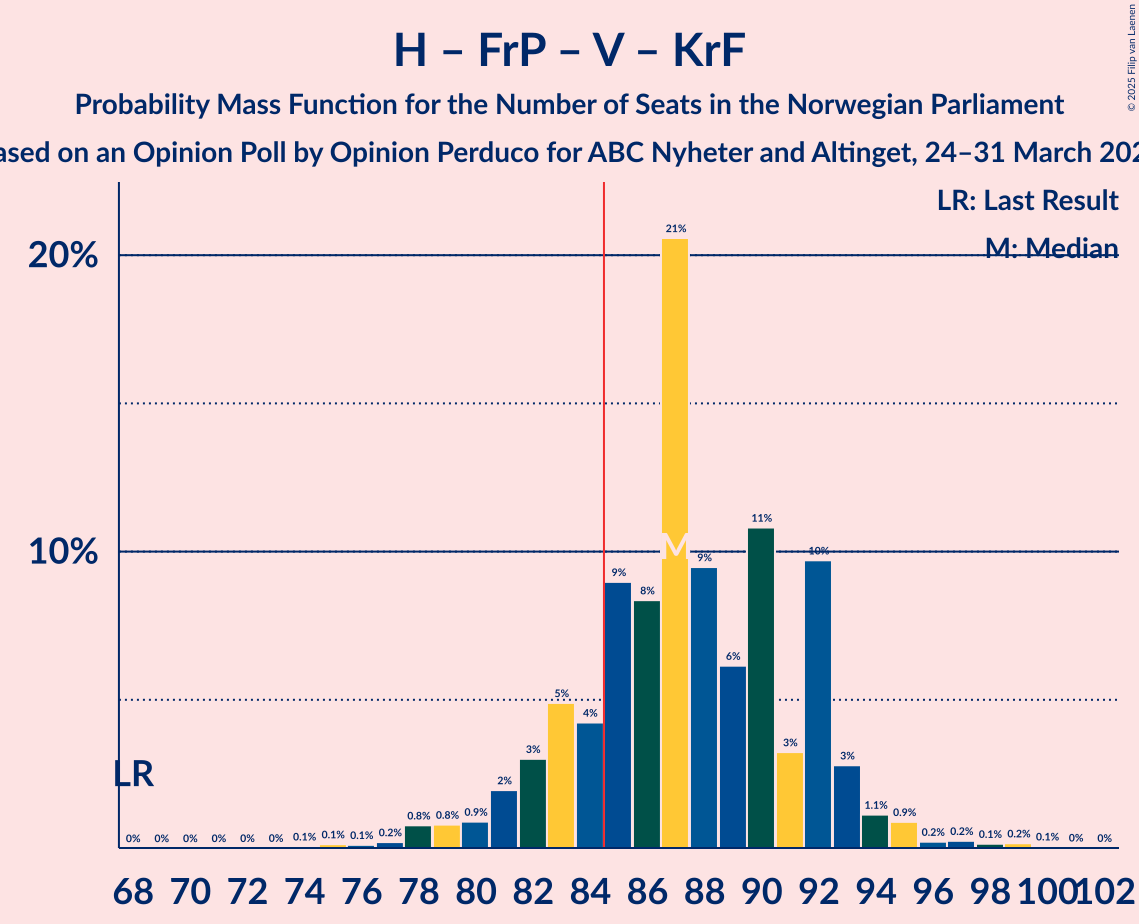 H – FrP – V – KrF
Probability Mass Function for the Number of Seats in the Norwegian Parliament
on an Opinion Poll by Opinion Perduco for ABC Nyheter and Altinget, 24–31 March
© 2025 Filip van Laenen
LR: Last Result
M: Median
20%
10%
21%
11%
10%
9%
8%
9%
6%
5%
4%
3%
3%
3%
2%
M
LR
0% 0% 0% 0% 0% 0% 0.1% 0.1% 0.1% 0.2% 0.8% 0.8% 0.9% 1.1% 0.9% 0.2% 0.2% 0.1% 0.2% 0.1% 0% 0%
68 70 72 74 76 78 80 82 84 86 88 90 92 94 96 98 100 102